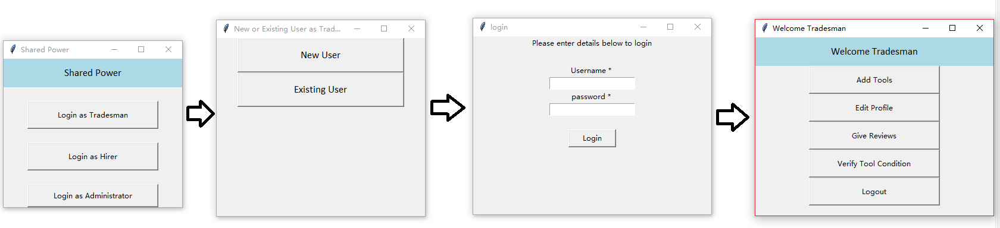 Shared Power
Shared Power
Login as Tradesman
Login as Hirer
Login as Administrator
New or Existing User as Trad...
New User
Existing User
login
Please enter details below to login
Username *
password *
Login
Welcome Tradesman
Welcome Tradesman
Add Tools
Edit Profile
Give Reviews
Verify Tool Condition
Logout